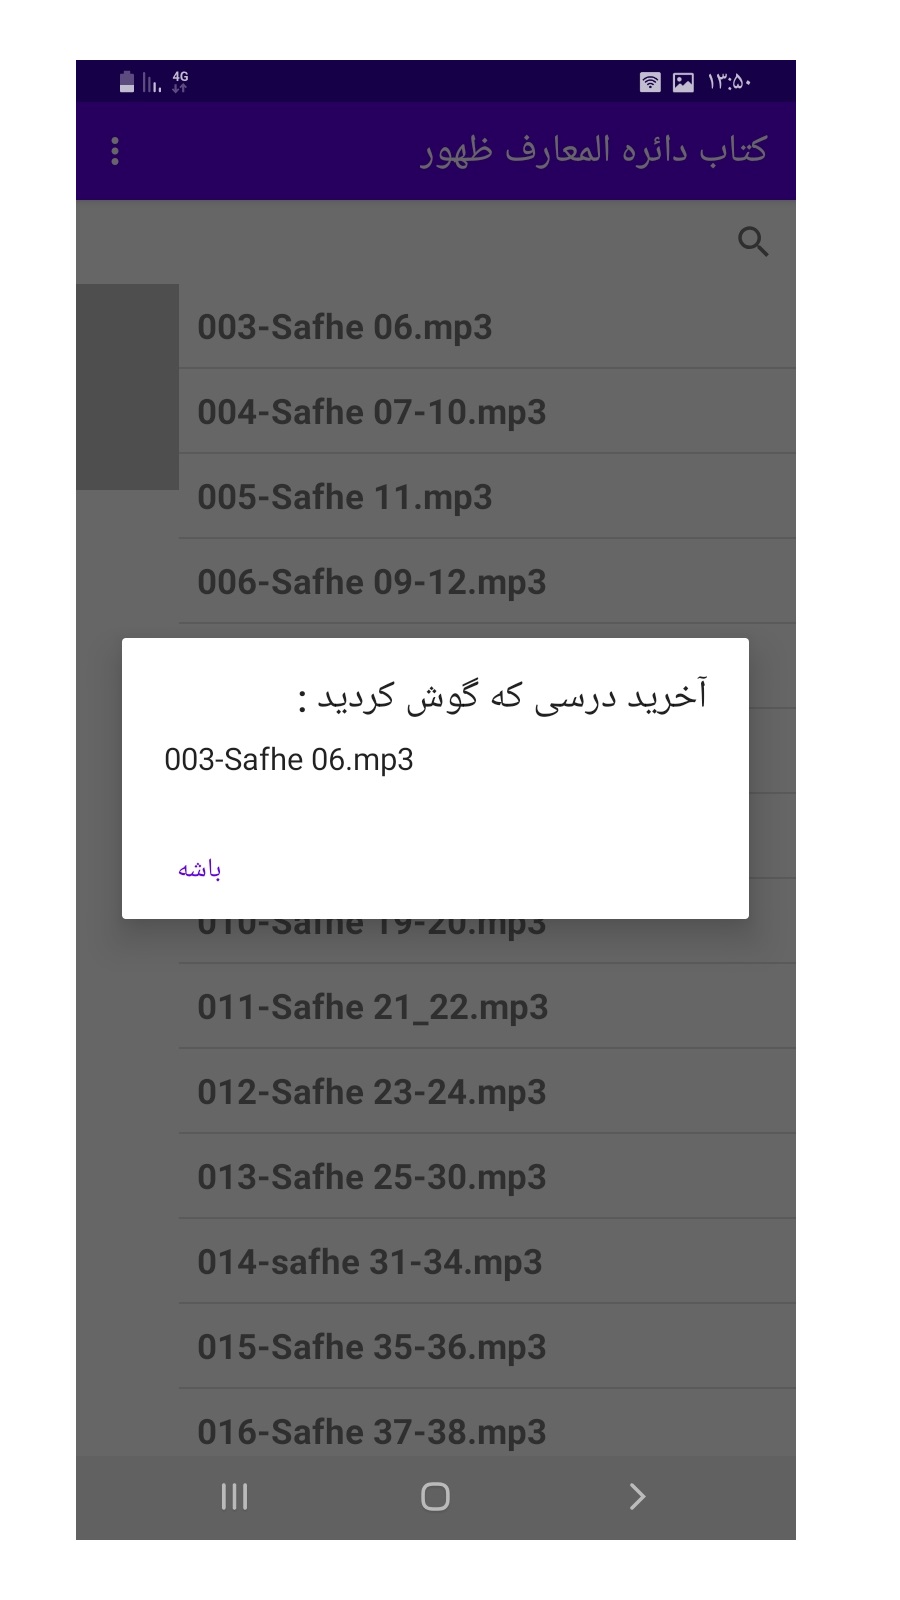 4G ۱۳:۵۰
کتاب دائره المعارف ظهور
003-Safhe 06.mp3
004-Safhe 07-10.mp3
005-Safhe 11.mp3
006-Safhe 09-12.mp3
آخرید درسی که گوش کردید :
003-Safhe 06.mp3
باشه
010-Safhe 19-20.mp3
011-Safhe 21_22.mp3
012-Safhe 23-24.mp3
013-Safhe 25-30.mp3
014-safhe 31-34.mp3
015-Safhe 35-36.mp3
016-Safhe 37-38.mp3